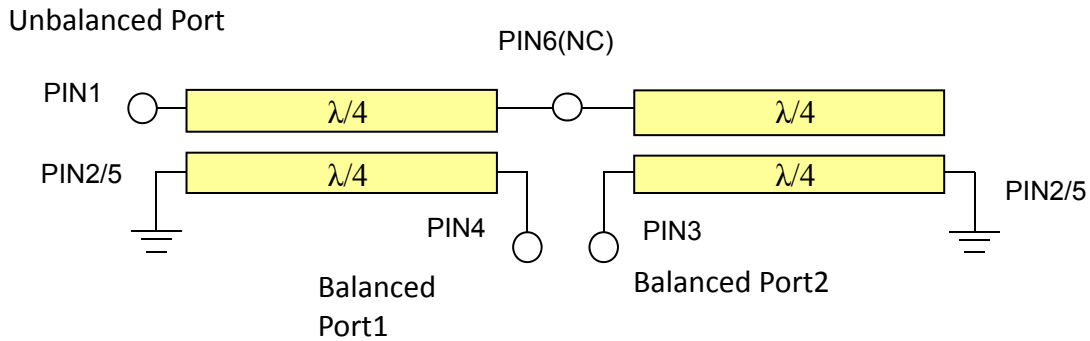 Unbalanced Port
PIN6(NC)
PIN1
λ/4
λ/4
PIN2/5
λ/4
λ/4
PIN2/5
PIN4
PIN3
Balanced
Port1
Balanced Port2